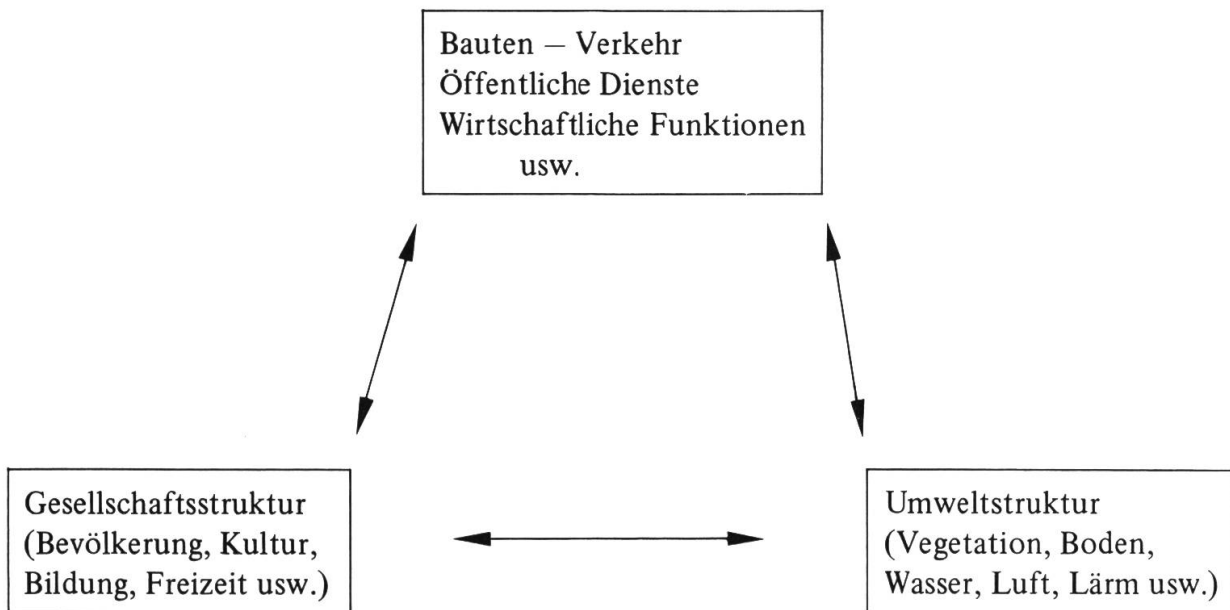 Bauten – Verkehr
Öffentliche Dienste
Wirtschaftliche Funktionen
usw.
Gesellschaftsstruktur
(Bevölkerung, Kultur,
Bildung, Freizeit usw.)
Umweltstruktur
(Vegetation, Boden,
Wasser, Luft, Lärm usw.)